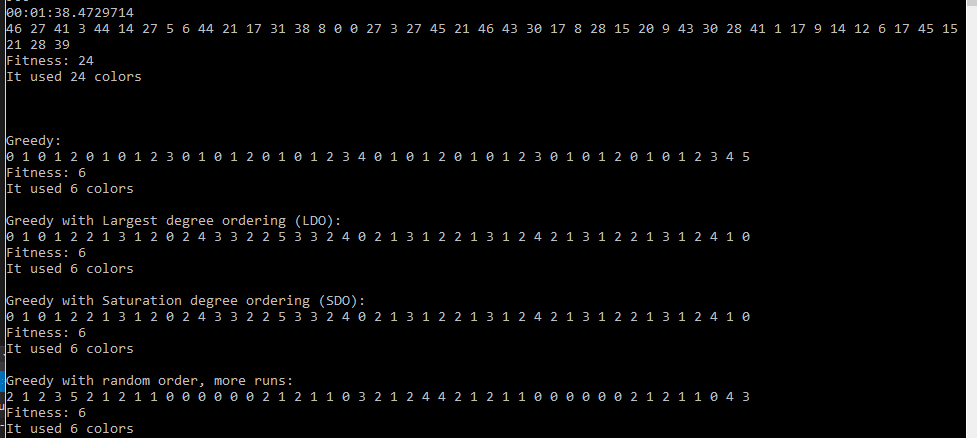 00:01:38.4729714
46 27 41 3 44 14 27 5 6 44 21 17 31 38 8 0 0 27 3 27 45 21 46 43 30 17 8 28 15 20 9 43 30 28 41 1 17 9 14 12 6 17 45 15
21 28 39
Fitness: 24
It used 24 colors
Greedy:
0 1 0 1 2 0 1 0 1 2 3 0 1 0 1 2 0 1 0 1 2 3 4 0 1 0 1 2 0 1 0 1 2 3 0 1 0 1 2 0 1 0 1 2 3 4 5
Fitness: 6
It used 6 colors
Greedy with Largest degree ordering (LDO):
0 1 0 1 2 2 1 3 1 2 0 2 4 3 3 2 2 5 3 3 2 4 0 2 1 3 1 2 2 1 3 1 2 4 2 1 3 1 2 2 1 3 1 2 4 1 0
Fitness: 6
It used 6 colors
Greedy with Saturation degree ordering (SDO):
0 1 0 1 2 2 1 3 1 2 0 2 4 3 3 2 2 5 3 3 2 4 0 2 1 3 1 2 2 1 3 1 2 4 2 1 3 1 2 2 1 3 1 2 4 1 0
Fitness: 6
It used 6 colors
Greedy with random order, more runs:
2 1 2 3 5 2 1 2 1 1 0 0 0 0 0 0 2 1 2 1 1 0 3 2 1 2 4 4 2 1 2 1 1 0 0 0 0 0 0 2 1 2 1 1 0 4 3
Fitness: 6
It used 6 colors